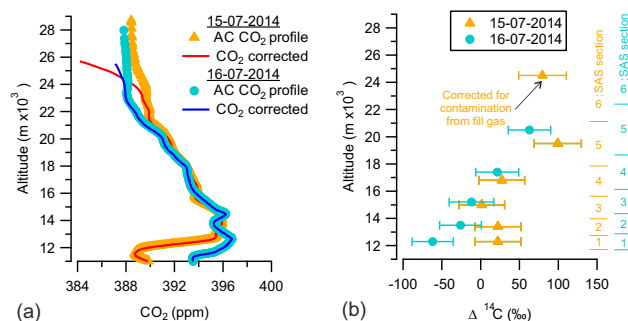 15-07-2014
AC CO2 profile
CO2 corrected
16-07-2014
AC CO2 profile
CO2 corrected
Altitude (m x10³)
28
26
24
22
20
18
16
14
12
384
388
392
396
400
CO2 (ppm)
(a)
15-07-2014
16-07-2014
Corrected for
contamination
from fill gas
Altitude (m x10³)
28
26
24
22
20
18
16
14
12
-100
-50
0
50
100
150
Δ ¹⁴C (‰)
(b)
6 :SAS section
5
4
3
2
1
6 :SAS section
5
4
3
2
1